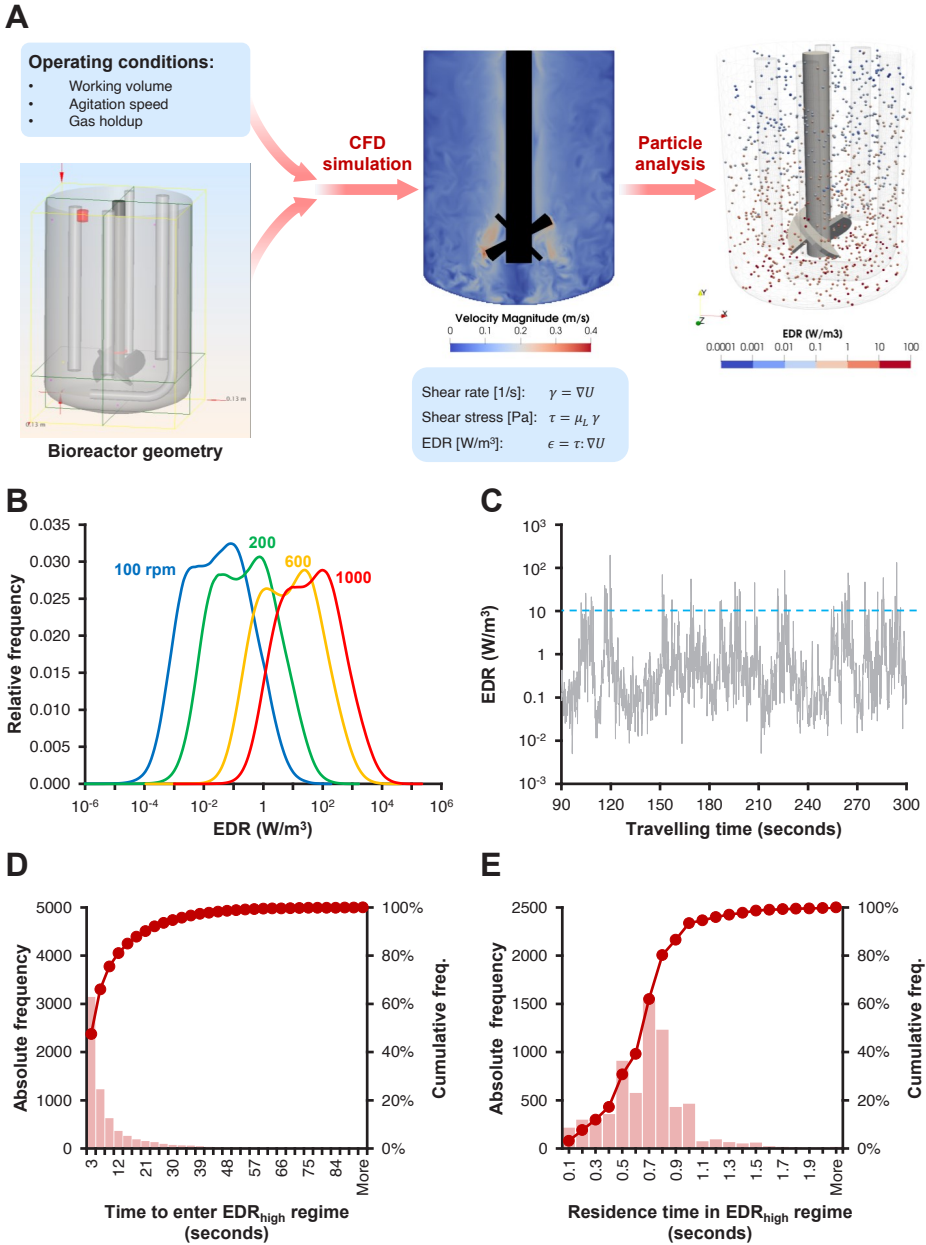 A
Operating conditions:
• Working volume
• Agitation speed
• Gas holdup
CFD
simulation
Particle
analysis
0.13 m
0.13 m
Bioreactor geometry
Velocity Magnitude (m/s)
0 0.1 0.2 0.3 0.4
Y
X
Z
EDR (W/m3)
0.0001 0.001 0.01 0.1 1 10 100
Shear rate [1/s]: γ = ∇U
Shear stress [Pa]: τ = μL γ
EDR [W/m³]: ϵ = τ: ∇U
B
Relative frequency
0.035
0.030
0.025
0.020
0.015
0.010
0.005
0.000
100 rpm
200
600
1000
10⁻⁶ 10⁻⁴ 10⁻² 1 10² 10⁴ 10⁶
EDR (W/m³)
C
EDR (W/m³)
10³
10²
10
1
0.1
10⁻²
10⁻³
90 120 150 180 210 240 270 300
Travelling time (seconds)
D
Absolute frequency
5000
4000
3000
2000
1000
0
100%
80%
60%
40%
20%
0%
Cumulative freq.
3 12 21 30 39 48 57 66 75 84 More
Time to enter EDRhigh regime
(seconds)
E
Absolute frequency
2500
2000
1500
1000
500
0
100%
80%
60%
40%
20%
0%
Cumulative freq.
0.1 0.3 0.5 0.7 0.9 1.1 1.3 1.5 1.7 1.9 More
Residence time in EDRhigh regime
(seconds)